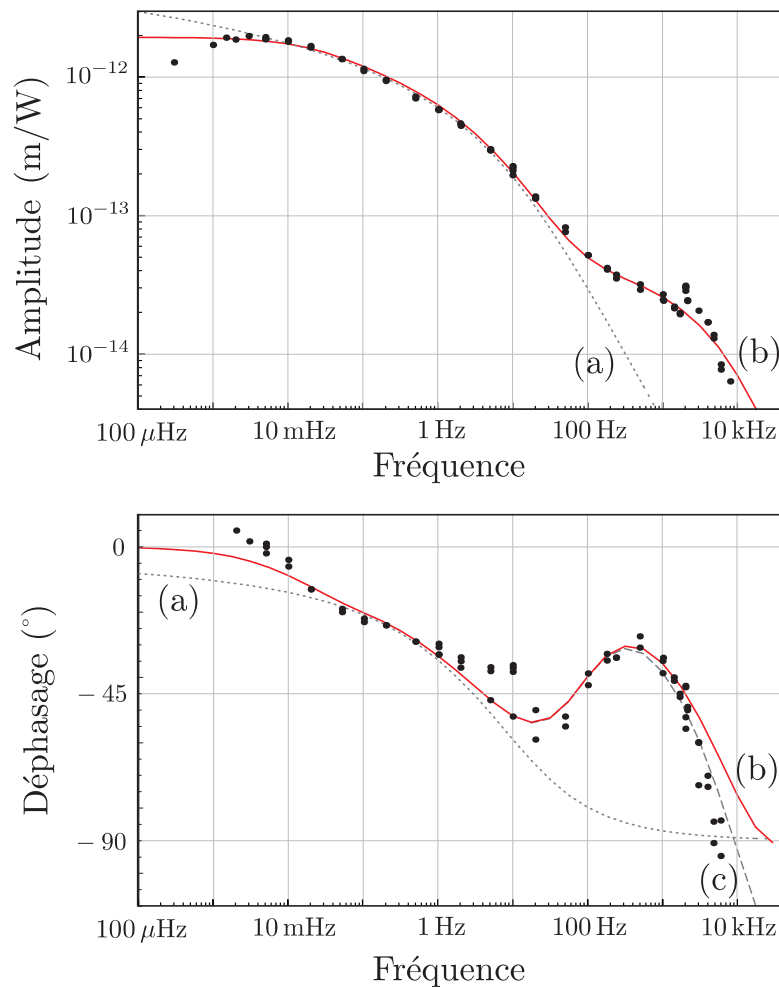 Amplitude (m/W)
10⁻¹²
10⁻¹³
10⁻¹⁴
(a)
(b)
100 μHz
10 mHz
1 Hz
100 Hz
10 kHz
Fréquence
Déphasage (°)
0
− 45
− 90
(a)
(b)
(c)
100 μHz
10 mHz
1 Hz
100 Hz
10 kHz
Fréquence